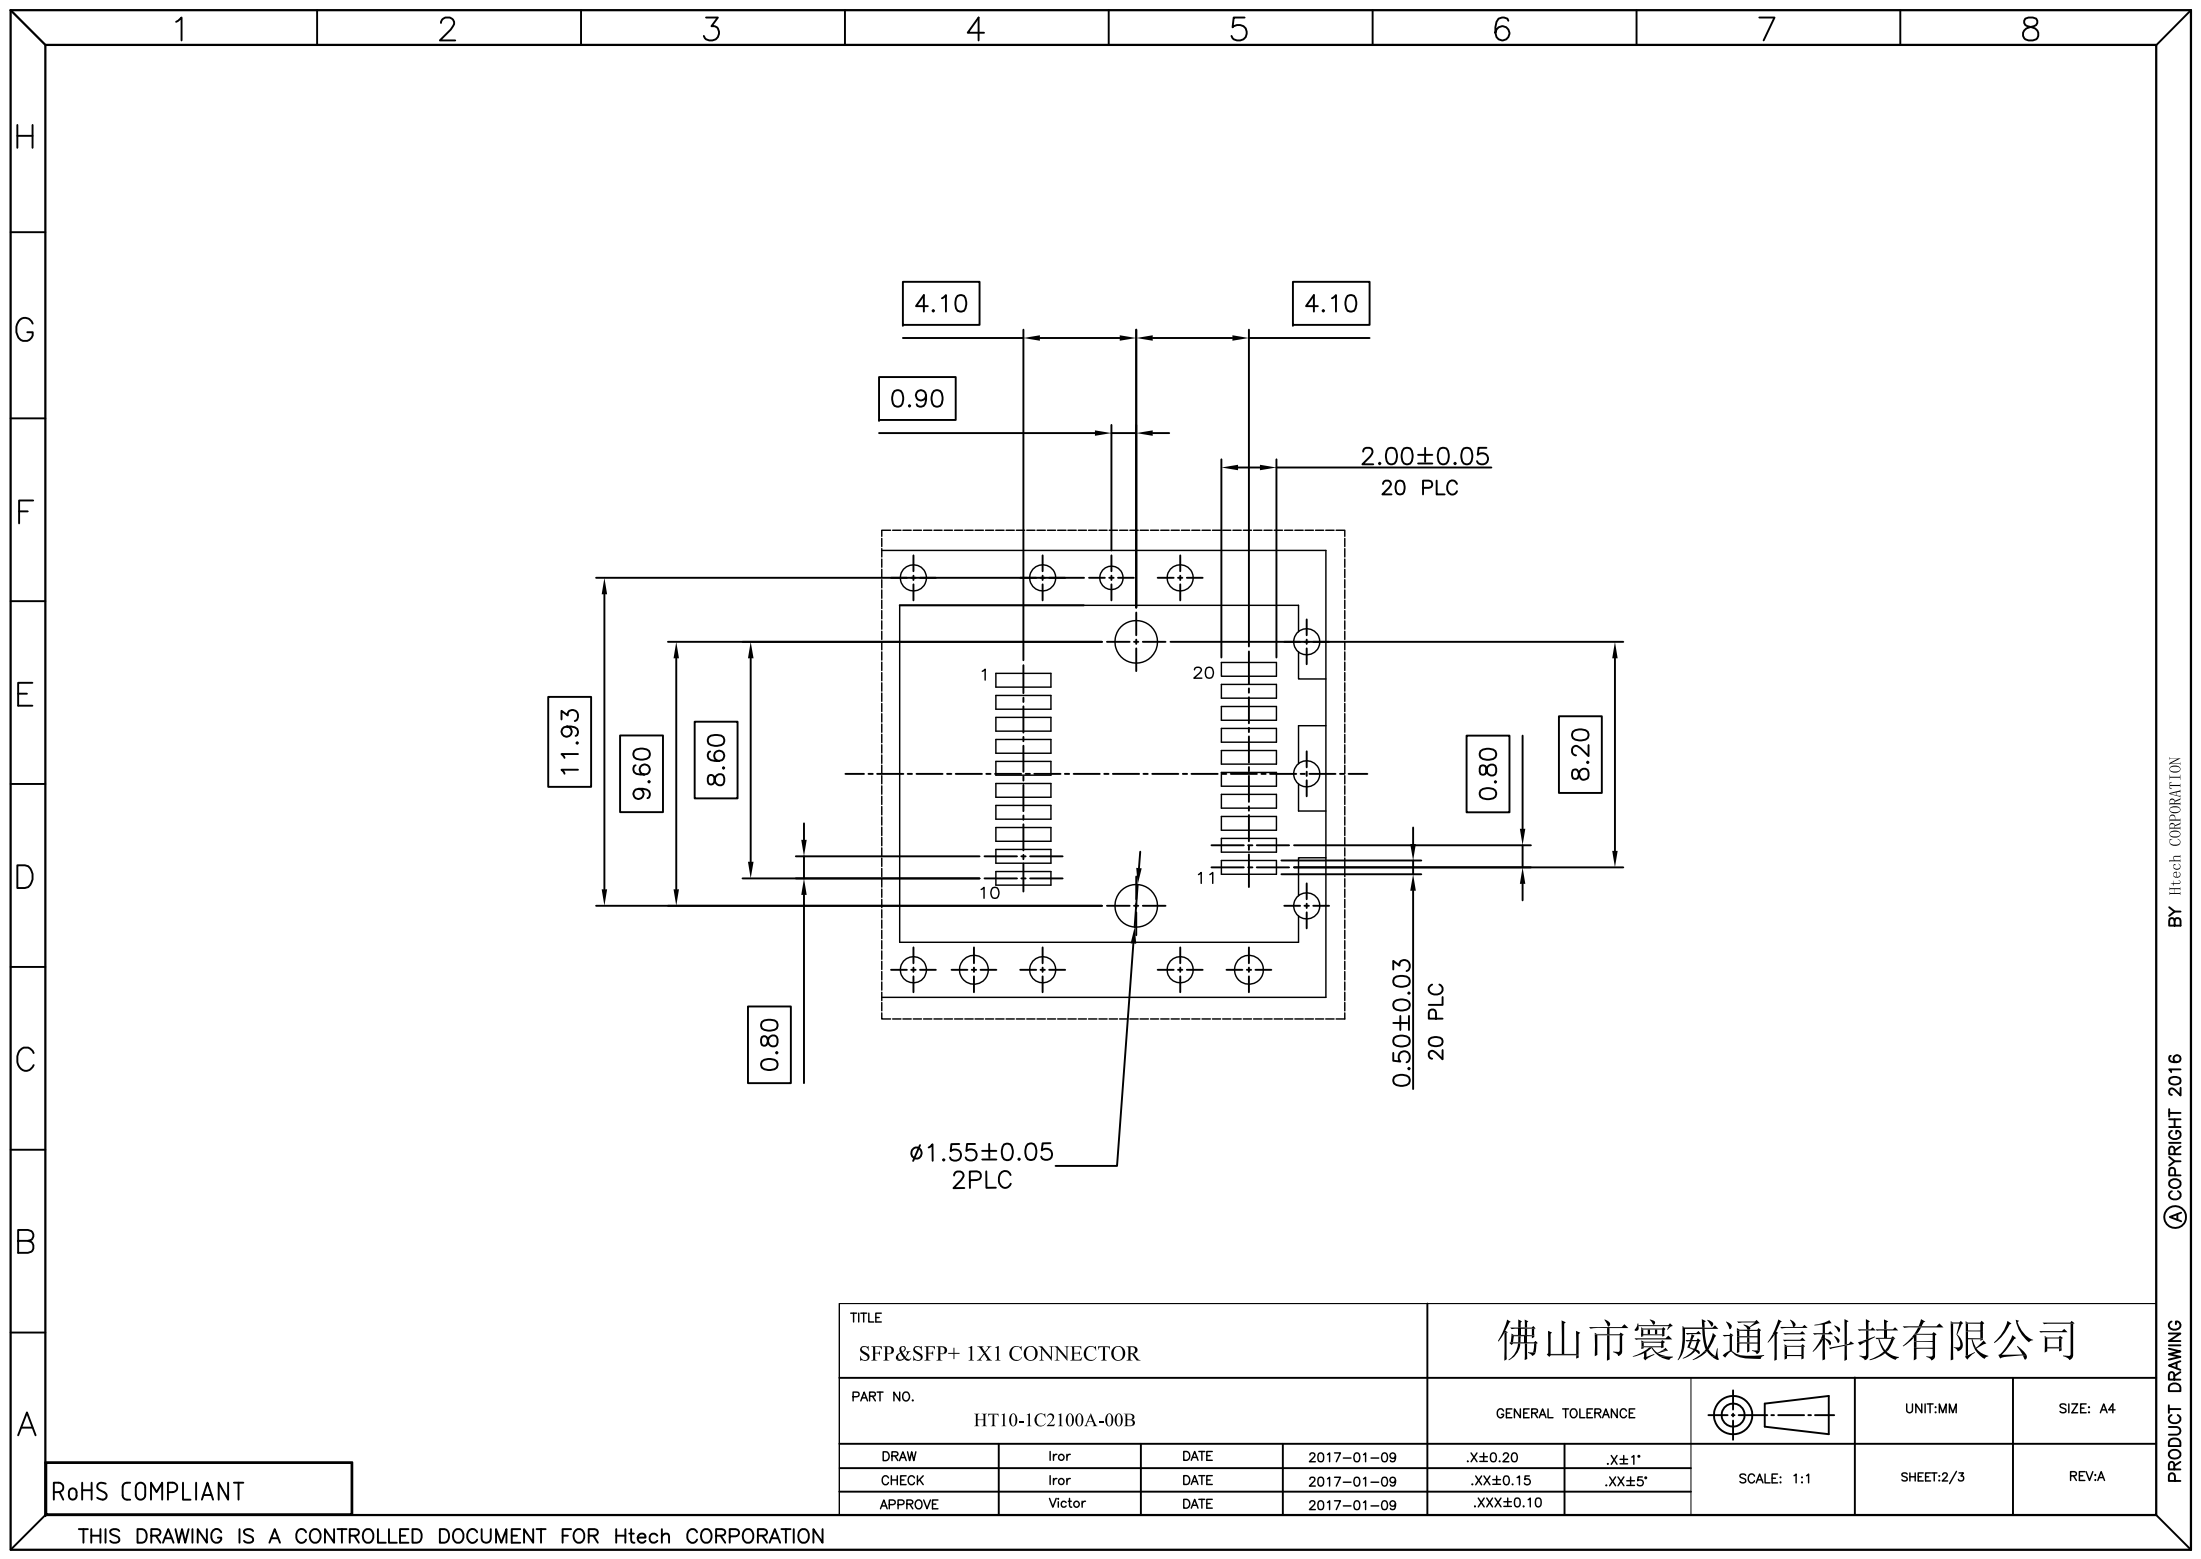 1 2 3 4 5 6 7 8
H
G
F
E
D
C
B
A
4.10
4.10
0.90
2.00±0.05
20 PLC
11.93
9.60
8.60
0.80
1
10
20
11
0.80
8.20
0.50±0.03
20 PLC
ø1.55±0.05
2PLC
TITLE
SFP&SFP+ 1X1 CONNECTOR
佛山市寰威通信科技有限公司
PART NO.
HT10-1C2100A-00B
GENERAL TOLERANCE
UNIT:MM
SIZE: A4
DRAW Iror DATE 2017-01-09 .X±0.20 .X±1°
CHECK Iror DATE 2017-01-09 .XX±0.15 .XX±5°
APPROVE Victor DATE 2017-01-09 .XXX±0.10
SCALE: 1:1
SHEET:2/3
REV:A
RoHS COMPLIANT
THIS DRAWING IS A CONTROLLED DOCUMENT FOR Htech CORPORATION
PRODUCT DRAWING Ⓐ COPYRIGHT 2016 BY Htech CORPORATION